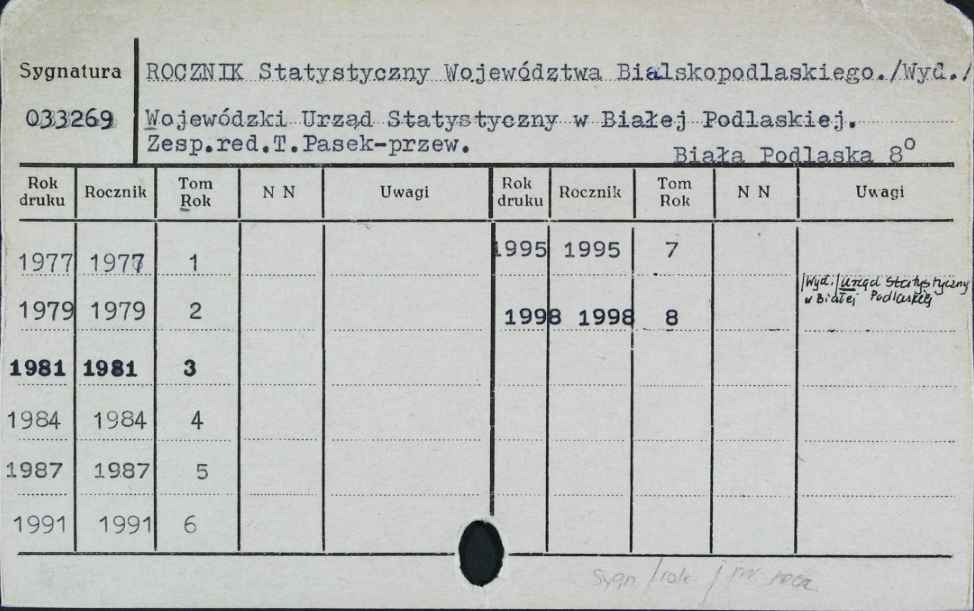 Sygnatura ROCZNIK Statystyczny Województwa Bialskopodlaskiego./Wyd./
033269 Wojewódzki Urząd Statystyczny w Białej Podlaskiej.
Zesp.red.T.Pasek-przew.
Biała Podlaska 8°
Rok druku Rocznik Tom Rok N N Uwagi Rok druku Rocznik Tom Rok N N Uwagi
1977 1977 1 1995 1995 7
/Wyd./Urząd Statystyczny
w Białej Podlaskiej
1979 1979 2 1998 1998 8
1981 1981 3
1984 1984 4
1987 1987 5
1991 1991 6
Sygn /rok / nr